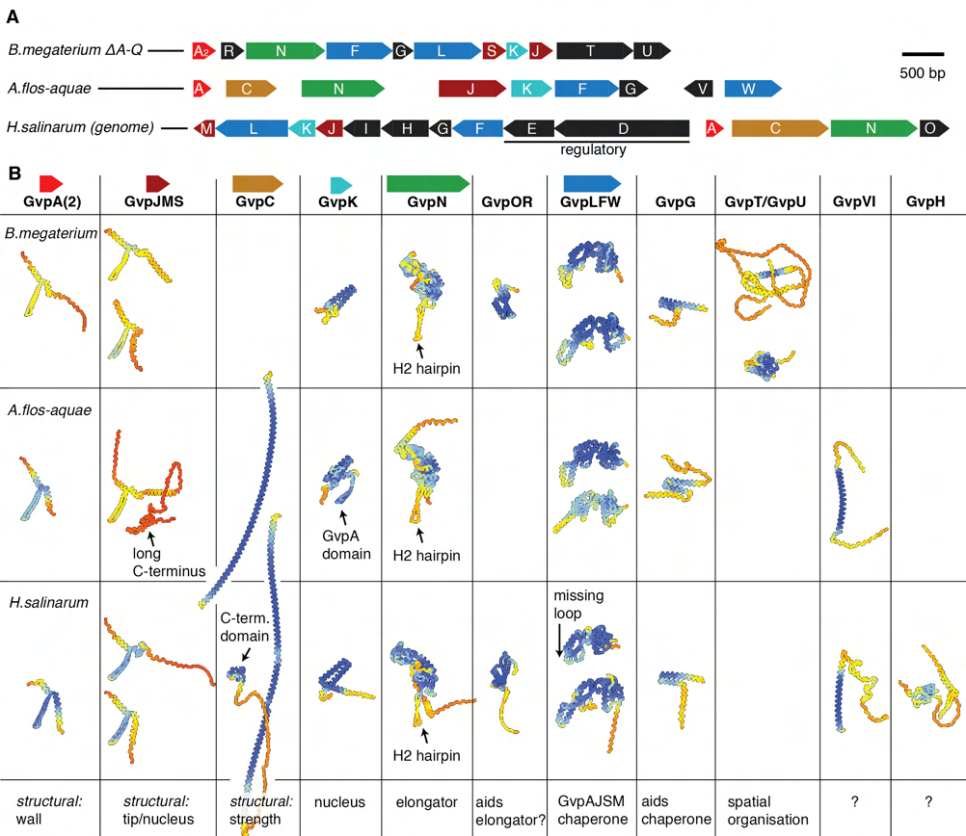 A
B.megaterium ΔA-Q
A₂ R N F G L S K J T U
500 bp
A.flos-aquae
A C N J K F G V W
H.salinarum (genome)
M L K J I H G F E D A C N O
regulatory
B
GvpA(2) GvpJMS GvpC GvpK GvpN GvpOR GvpLFW GvpG GvpT/GvpU GvpVI GvpH
B.megaterium
H2 hairpin
A.flos-aquae
long
C-terminus
GvpA
domain
H2 hairpin
H.salinarum
C-term.
domain
missing
loop
H2 hairpin
structural:
wall
structural:
tip/nucleus
structural:
strength
nucleus
elongator
aids
elongator?
GvpAJSM
chaperone
aids
chaperone
spatial
organisation
?
?